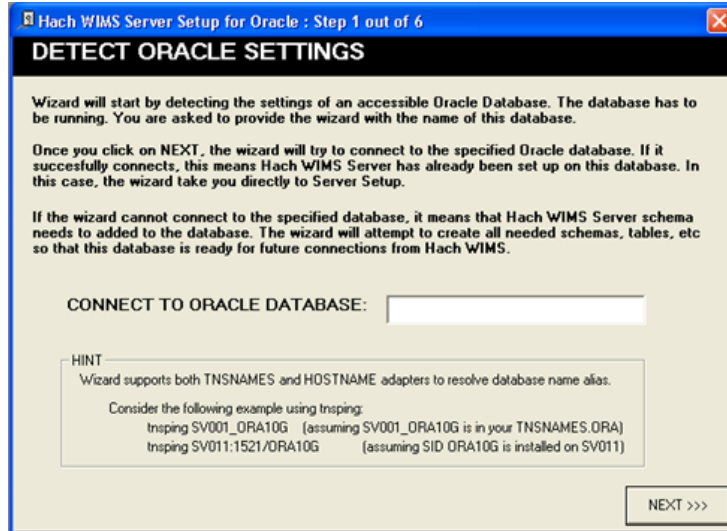 Hach WIMS Server Setup for Oracle : Step 1 out of 6
DETECT ORACLE SETTINGS
Wizard will start by detecting the settings of an accessible Oracle Database. The database has to
be running. You are asked to provide the wizard with the name of this database.
Once you click on NEXT, the wizard will try to connect to the specified Oracle database. If it
succesfully connects, this means Hach WIMS Server has already been set up on this database. In
this case, the wizard take you directly to Server Setup.
If the wizard cannot connect to the specified database, it means that Hach WIMS Server schema
needs to added to the database. The wizard will attempt to create all needed schemas, tables, etc
so that this database is ready for future connections from Hach WIMS.
CONNECT TO ORACLE DATABASE:
HINT
Wizard supports both TNSNAMES and HOSTNAME adapters to resolve database name alias.
Consider the following example using tnsping:
tnsping SV001_ORA10G (assuming SV001_ORA10G is in your TNSNAMES.ORA)
tnsping SV011:1521/ORA10G (assuming SID ORA10G is installed on SV011)
NEXT >>>